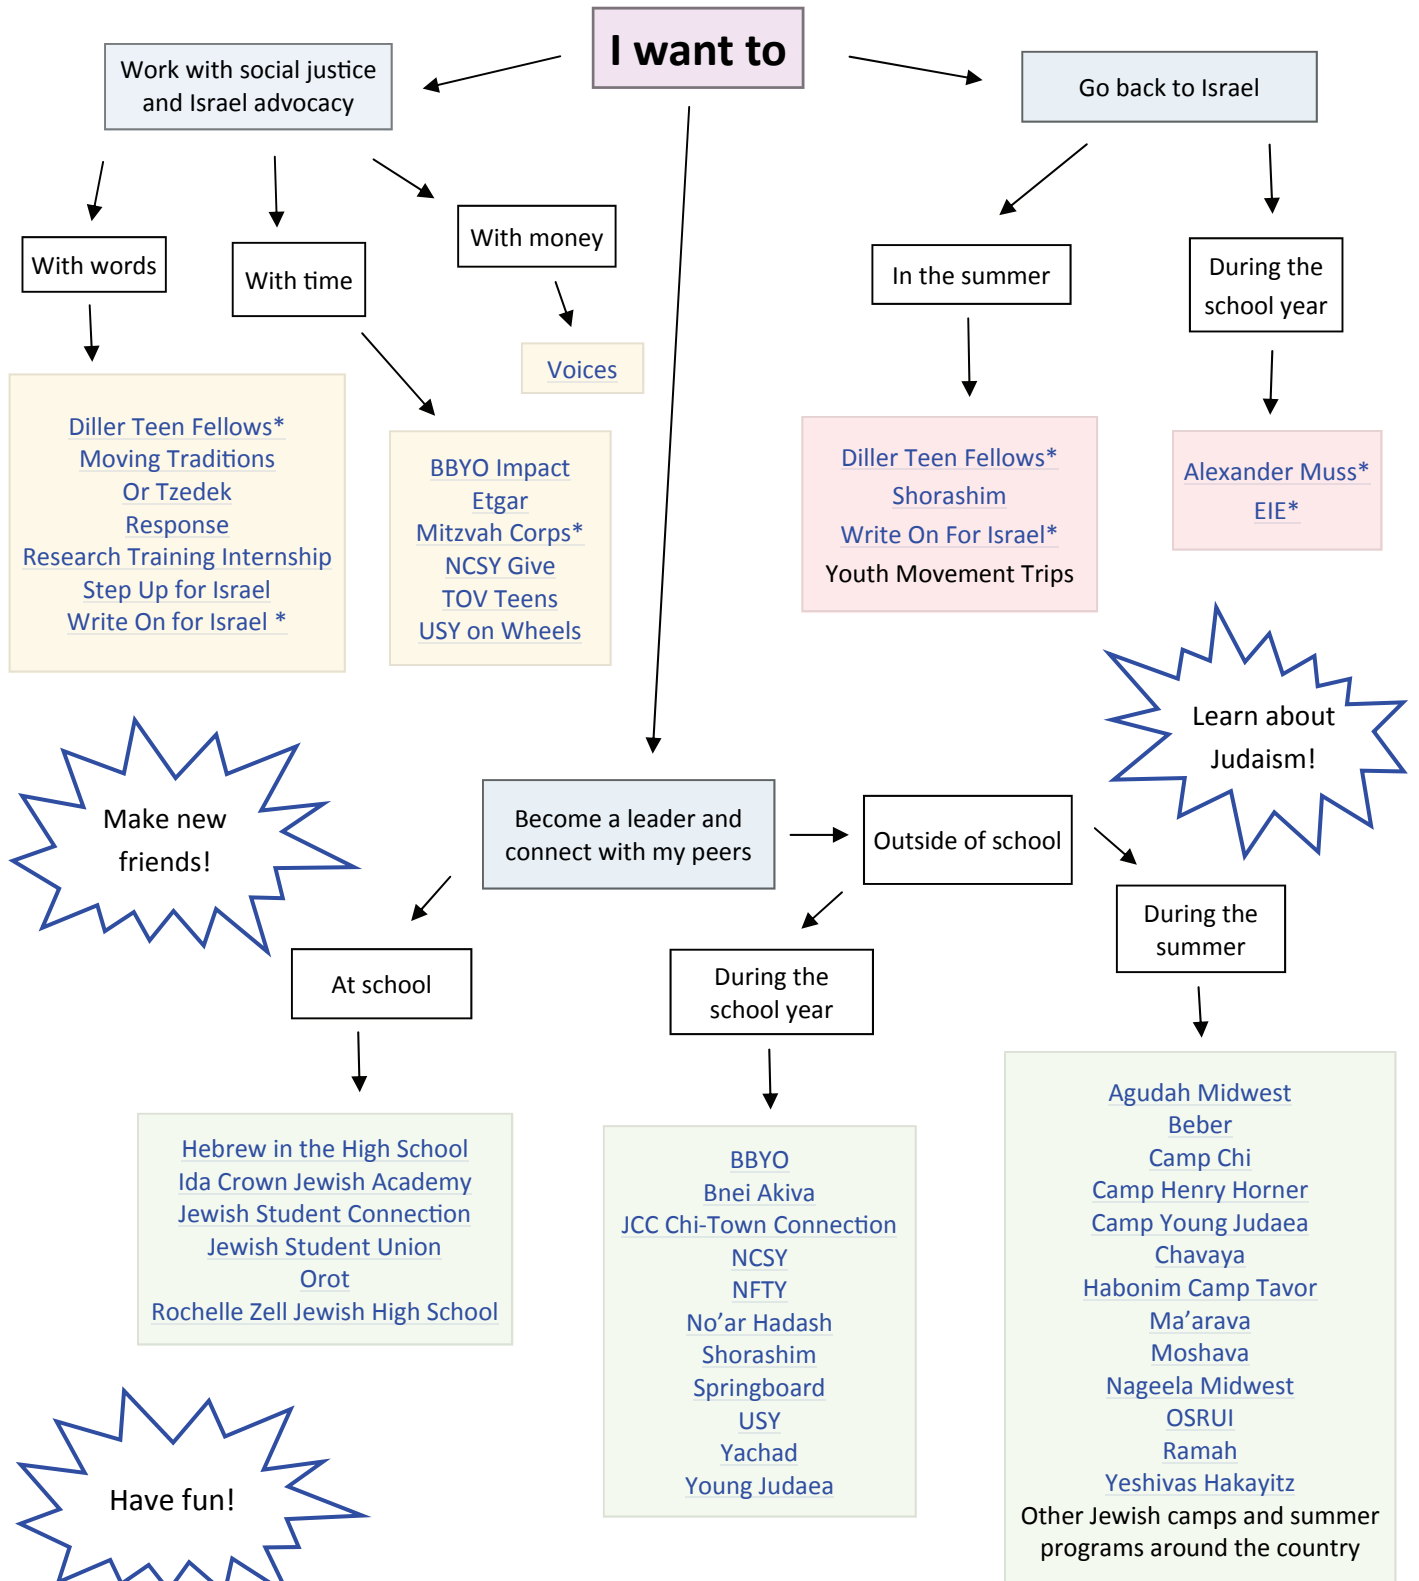 I want to
Work with social justice
and Israel advocacy
Go back to Israel
With words
With time
With money
In the summer
During the
school year
Voices
Diller Teen Fellows*
Moving Traditions
Or Tzedek
Response
Research Training Internship
Step Up for Israel
Write On for Israel *
BBYO Impact
Etgar
Mitzvah Corps*
NCSY Give
TOV Teens
USY on Wheels
Diller Teen Fellows*
Shorashim
Write On For Israel*
Youth Movement Trips
Alexander Muss*
EIE*
Learn about
Judaism!
Make new
friends!
Become a leader and
connect with my peers
Outside of school
At school
During the
school year
During the
summer
Hebrew in the High School
Ida Crown Jewish Academy
Jewish Student Connection
Jewish Student Union
Orot
Rochelle Zell Jewish High School
BBYO
Bnei Akiva
JCC Chi-Town Connection
NCSY
NFTY
No’ar Hadash
Shorashim
Springboard
USY
Yachad
Young Judaea
Agudah Midwest
Beber
Camp Chi
Camp Henry Horner
Camp Young Judaea
Chavaya
Habonim Camp Tavor
Ma’arava
Moshava
Nageela Midwest
OSRUI
Ramah
Yeshivas Hakayitz
Other Jewish camps and summer
programs around the country
Have fun!